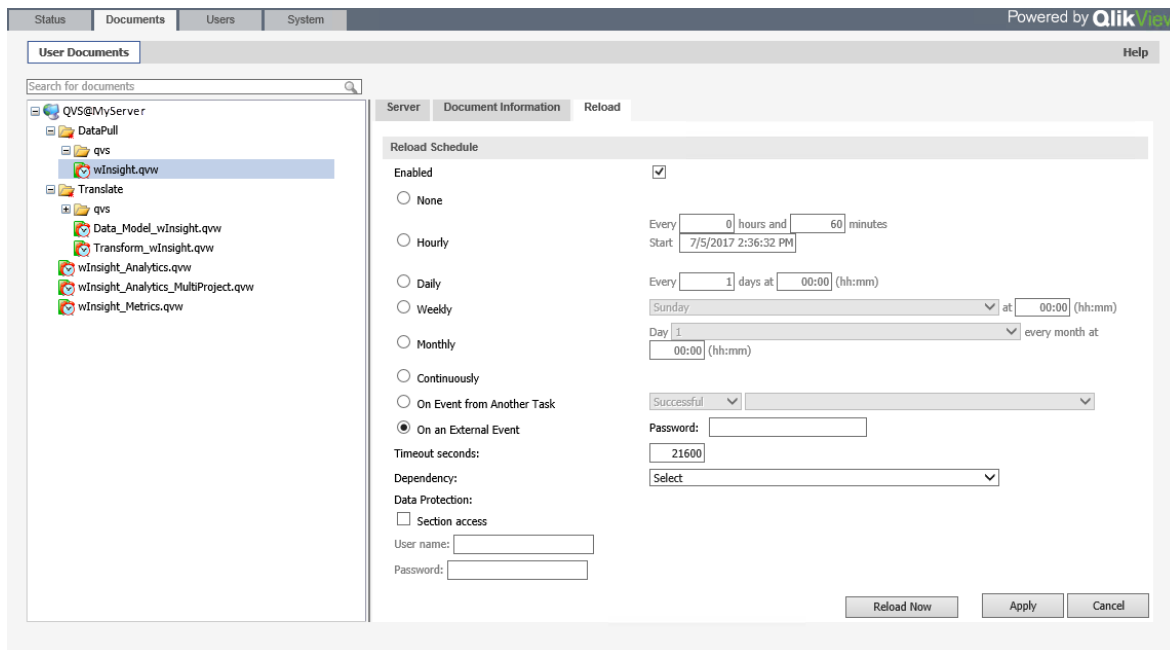 Status Documents Users System Powered by QlikView
User Documents Help
Search for documents
QVS@MyServer
DataPull
qvs
wInsight.qvw
Translate
qvs
Data_Model_wInsight.qvw
Transform_wInsight.qvw
wInsight_Analytics.qvw
wInsight_Analytics_MultiProject.qvw
wInsight_Metrics.qvw
Server Document Information Reload
Reload Schedule
Enabled
None
Every 0 hours and 60 minutes
Hourly Start 7/5/2017 2:36:32 PM
Daily Every 1 days at 00:00 (hh:mm)
Weekly Sunday at 00:00 (hh:mm)
Day 1 every month at
Monthly 00:00 (hh:mm)
Continuously
On Event from Another Task Successful
On an External Event Password:
Timeout seconds: 21600
Dependency: Select
Data Protection:
Section access
User name:
Password:
Reload Now Apply Cancel